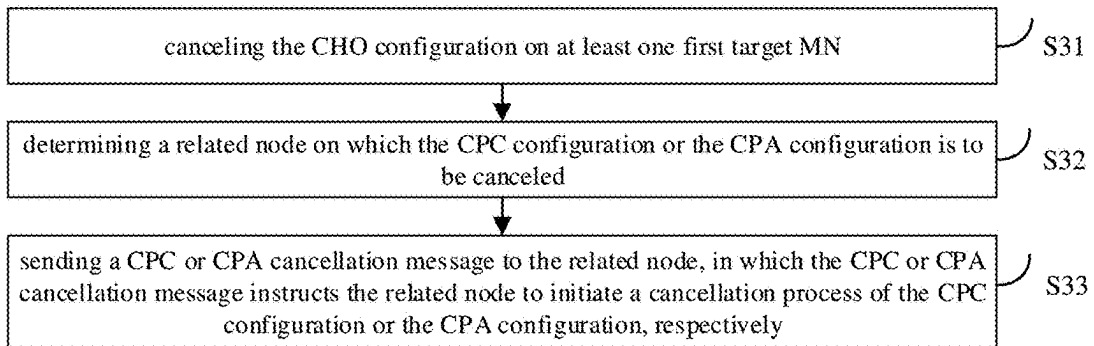 canceling the CHO configuration on at least one first target MN
S31
determining a related node on which the CPC configuration or the CPA configuration is to
be canceled
S32
sending a CPC or CPA cancellation message to the related node, in which the CPC or CPA
cancellation message instructs the related node to initiate a cancellation process of the CPC
configuration or the CPA configuration, respectively
S33